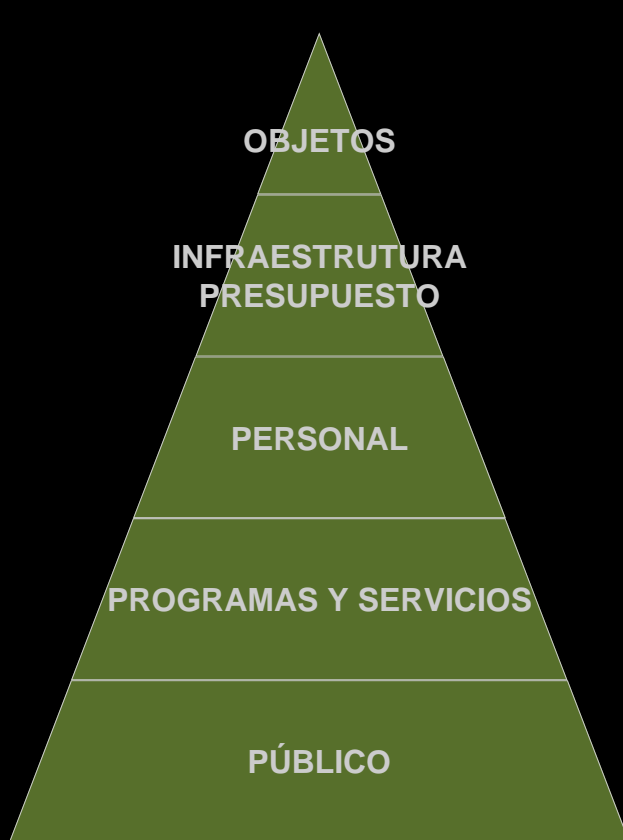 OBJETOS
INFRAESTRUTURA
PRESUPUESTO
PERSONAL
PROGRAMAS Y SERVICIOS
PÚBLICO